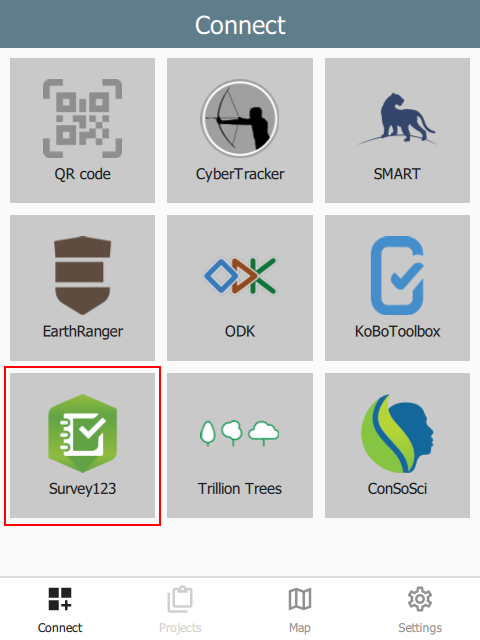 Connect
QR code
CyberTracker
SMART
EarthRanger
ODK
KoBoToolbox
Survey123
Trillion Trees
ConSoSci
Connect
Projects
Map
Settings